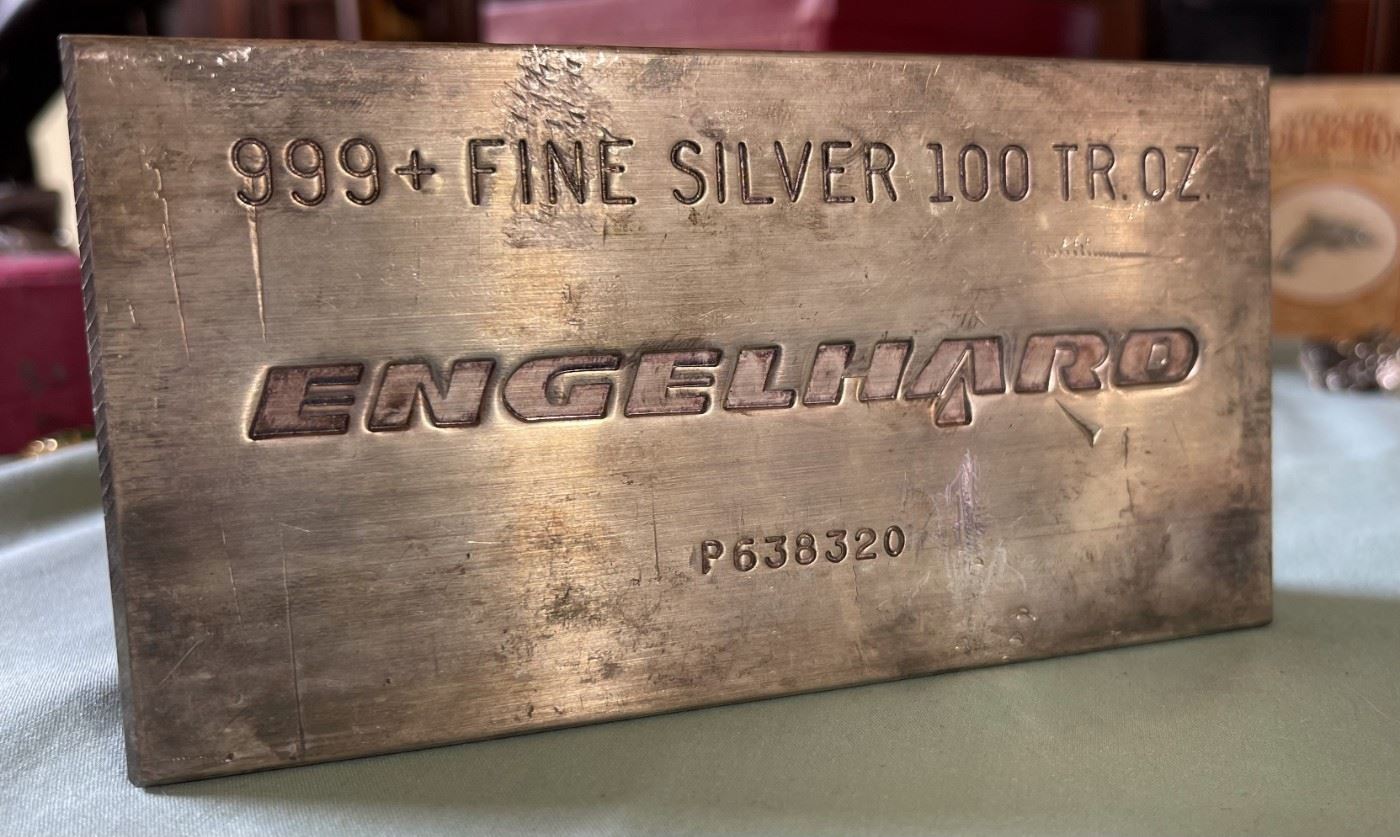 999+ FINE SILVER 100 TR. OZ.
ENGELHARD
P638320